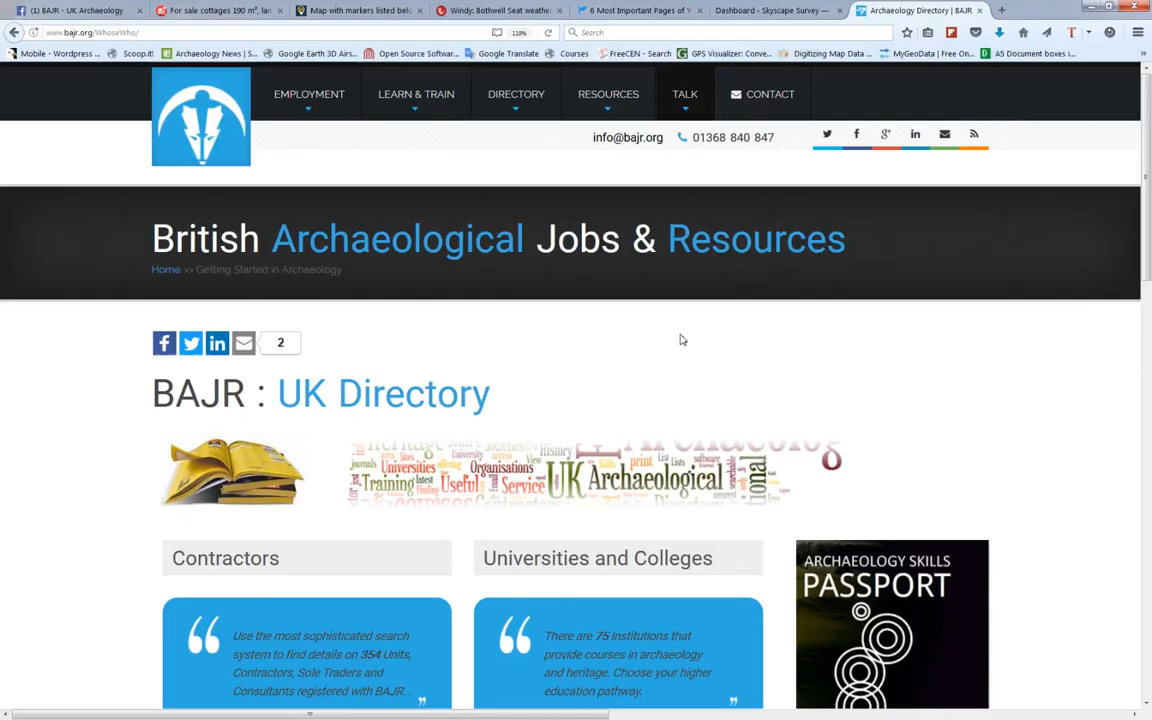 (1) BAJR - UK Archaeology
For sale cottages 190 m², lan
Map with markers listed belo
Windy: Bothwell Seat weathe
6 Most Important Pages of Y
Dashboard ‹ Skyscape Survey —
Archaeology Directory | BAJR
www.bajr.org/WhoseWho/
110%
Search
Mobile - Wordpress ...
Scoop.it!
Archaeology News | S...
Google Earth 3D Airs...
Courses
Open Source Softwar...
Google Translate
FreeCEN - Search
GPS Visualizer: Conve...
Digitizing Map Data ...
MyGeoData | Free On...
A5 Document boxes i...
EMPLOYMENT
LEARN & TRAIN
DIRECTORY
RESOURCES
TALK
CONTACT
info@bajr.org
01368 840 847
British Archaeological Jobs & Resources
Home >> Getting Started in Archaeology
2
BAJR : UK Directory
Universities
Training
Useful
Organisations
Service
History
UK Archaeological
print
Contractors
Universities and Colleges
ARCHAEOLOGY SKILLS
PASSPORT
Use the most sophisticated search
system to find details on 354 Units,
Contractors, Sole Traders and
Consultants registered with BAJR. .
There are 75 Institutions that
provide courses in archaeology
and heritage. Choose your higher
education pathway.